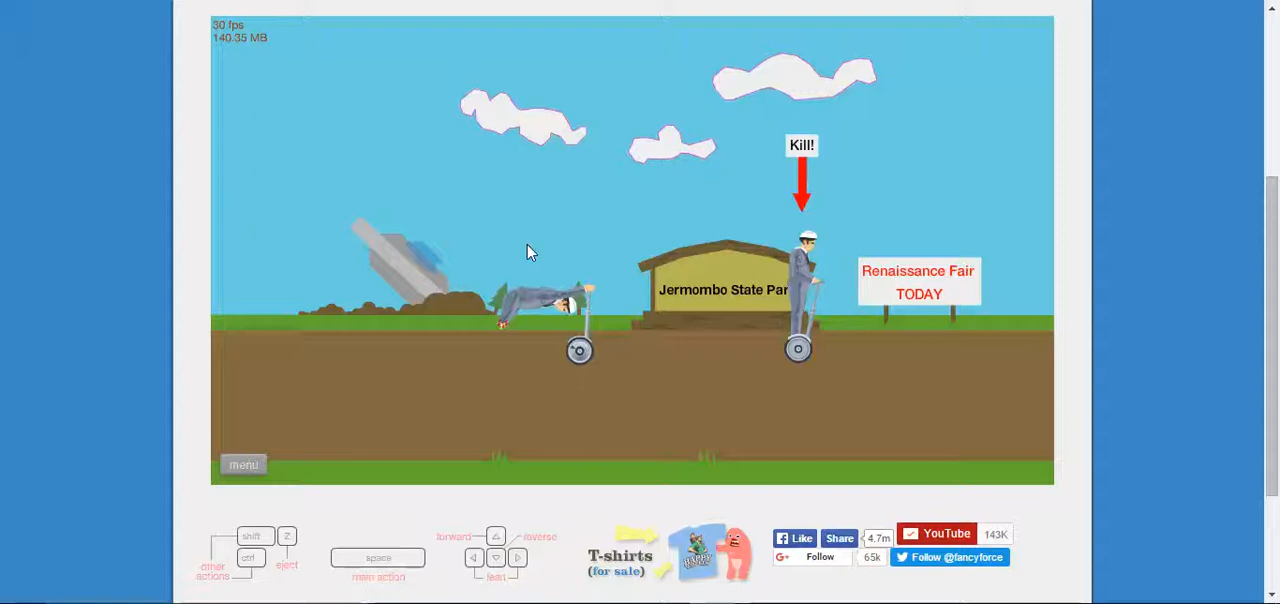 30 fps
140.35 MB
Kill!
Jermombo State Par
Renaissance Fair
TODAY
menu
shift
Z
ctrl
other
actions
eject
space
main action
forward
reverse
lean
T-shirts
(for sale)
HAPPY
Like
Share
4.7m
YouTube
143K
G+ Follow
65k
Follow @fancyforce